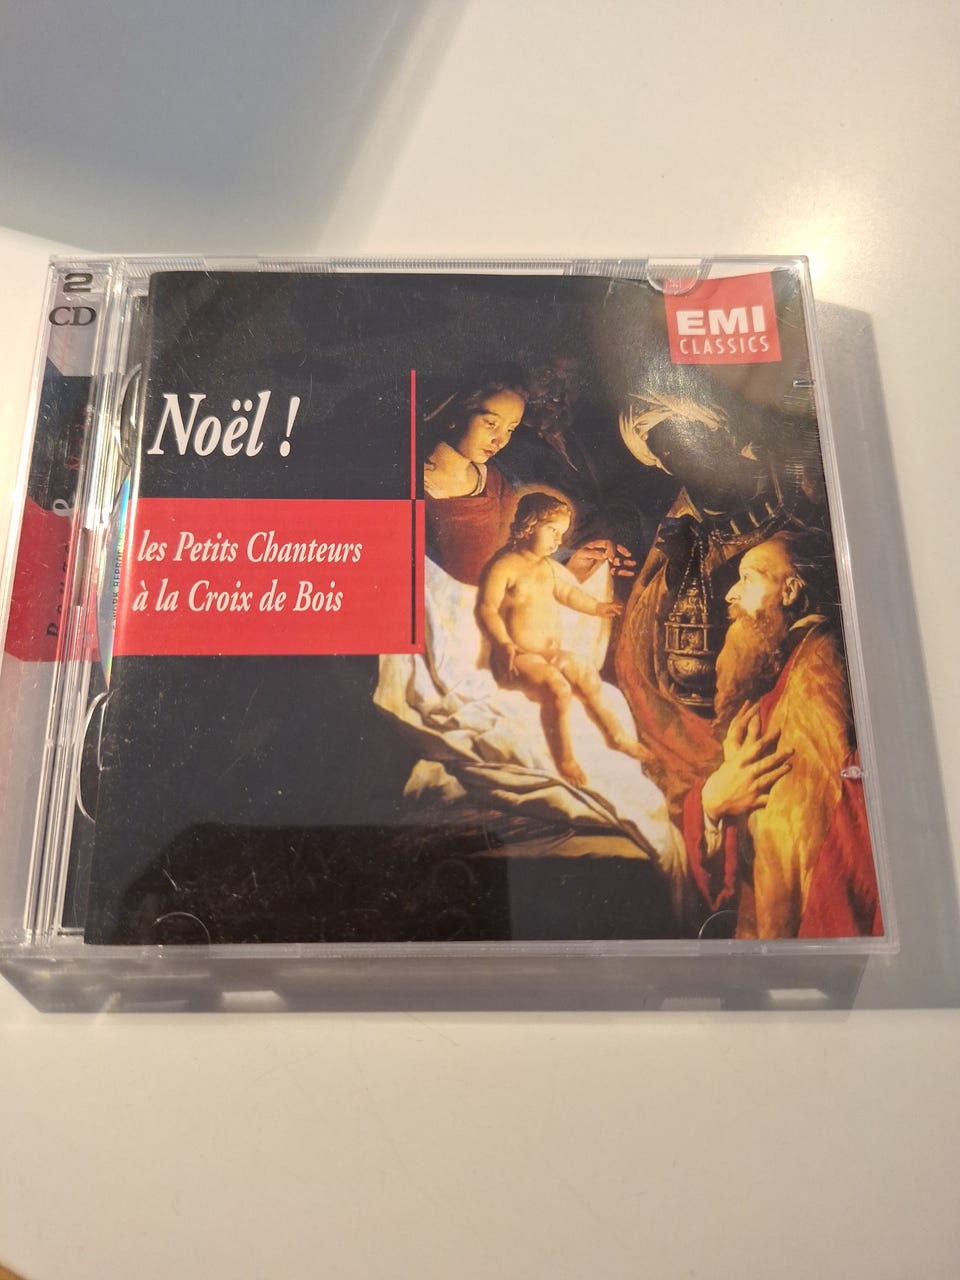 2
CD
EMI
CLASSICS
Noël !
les Petits Chanteurs
à la Croix de Bois